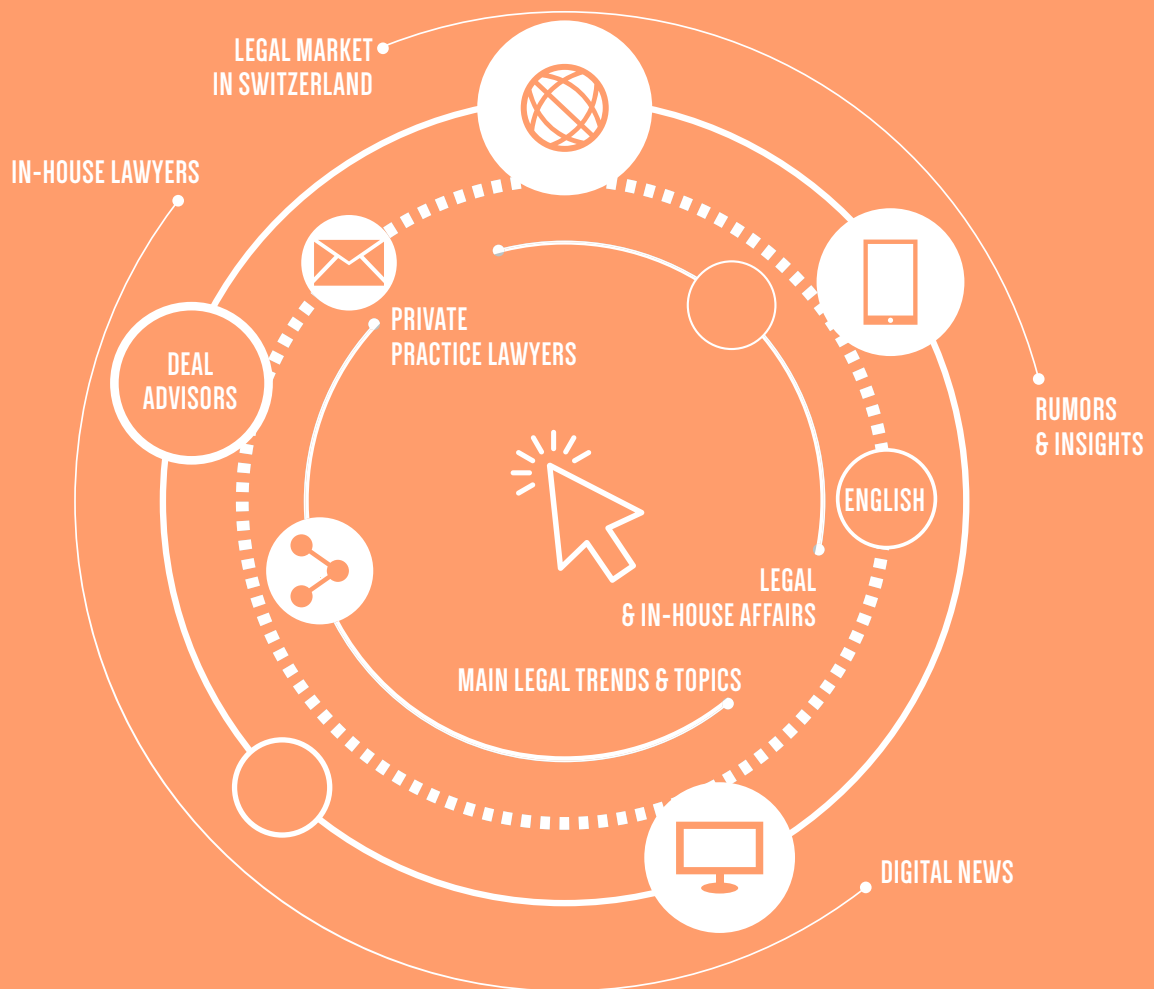 LEGAL MARKET
IN SWITZERLAND
IN-HOUSE LAWYERS
PRIVATE
PRACTICE LAWYERS
DEAL
ADVISORS
RUMORS
& INSIGHTS
ENGLISH
LEGAL
& IN-HOUSE AFFAIRS
MAIN LEGAL TRENDS & TOPICS
DIGITAL NEWS